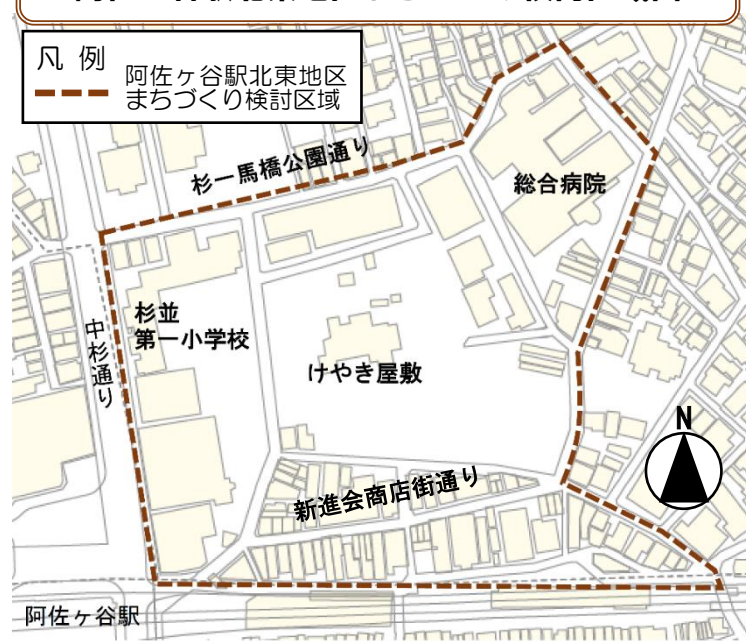 凡 例
阿佐ヶ谷駅北東地区
まちづくり検討区域
杉一馬橋公園通り
総合病院
杉並
第一小学校
中杉通り
けやき屋敷
N
新進会商店街通り
阿佐ヶ谷駅